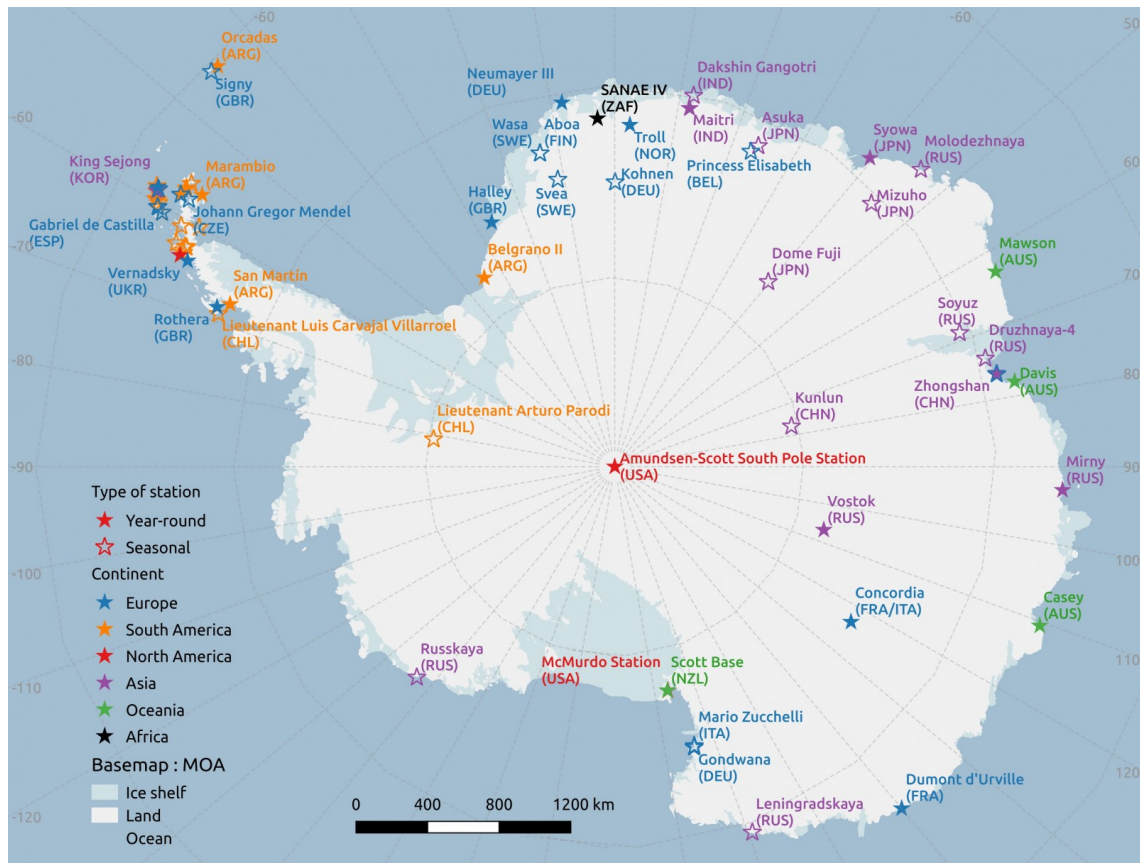 -60
-60
50
Orcadas
(ARG)
Signy
(GBR)
Neumayer III
(DEU)
SANAE IV
(ZAF)
Dakshin Gangotri
(IND)
Maitri
(IND)
Asuka
(JPN)
Syowa
(JPN)
Molodezhnaya
(RUS)
-60
60
Wasa
(SWE)
Aboa
(FIN)
Troll
(NOR)
Princess Elisabeth
(BEL)
Kohnen
(DEU)
Svea
(SWE)
Mizuho
(JPN)
King Sejong
(KOR)
Marambio
(ARG)
Halley
(GBR)
Johann Gregor Mendel
(CZE)
Gabriel de Castilla
(ESP)
-70
70
Belgrano II
(ARG)
Dome Fuji
(JPN)
Mawson
(AUS)
Vernadsky
(UKR)
San Martín
(ARG)
Soyuz
(RUS)
Druzhnaya-4
(RUS)
Rothera
(GBR)
Lieutenant Luis Carvajal Villarroel
(CHL)
-80
80
Zhongshan
(CHN)
Davis
(AUS)
Kunlun
(CHN)
Lieutenant Arturo Parodi
(CHL)
Amundsen-Scott South Pole Station
(USA)
-90
90
Mirny
(RUS)
Vostok
(RUS)
Type of station
Year-round
Seasonal
Continent
Europe
South America
North America
Asia
Oceania
Africa
Basemap : MOA
Ice shelf
Land
Ocean
-100
100
-110
110
-120
120
Concordia
(FRA/ITA)
Casey
(AUS)
Russkaya
(RUS)
McMurdo Station
(USA)
Scott Base
(NZL)
Mario Zucchelli
(ITA)
Gondwana
(DEU)
Dumont d'Urville
(FRA)
Leningradskaya
(RUS)
0 400 800 1200 km